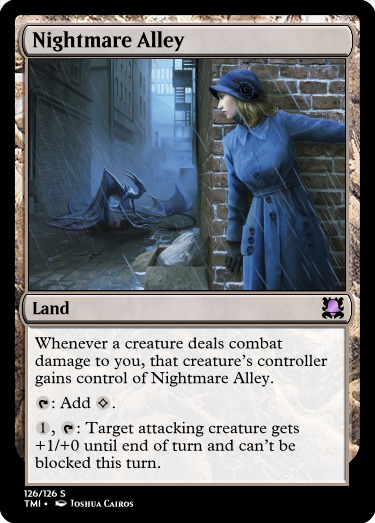 Nightmare Alley
Land
Whenever a creature deals combat
damage to you, that creature's controller
gains control of Nightmare Alley.
: Add .
1, : Target attacking creature gets
+1/+0 until end of turn and can't be
blocked this turn.
126/126 S
TMI • Joshua Cairos